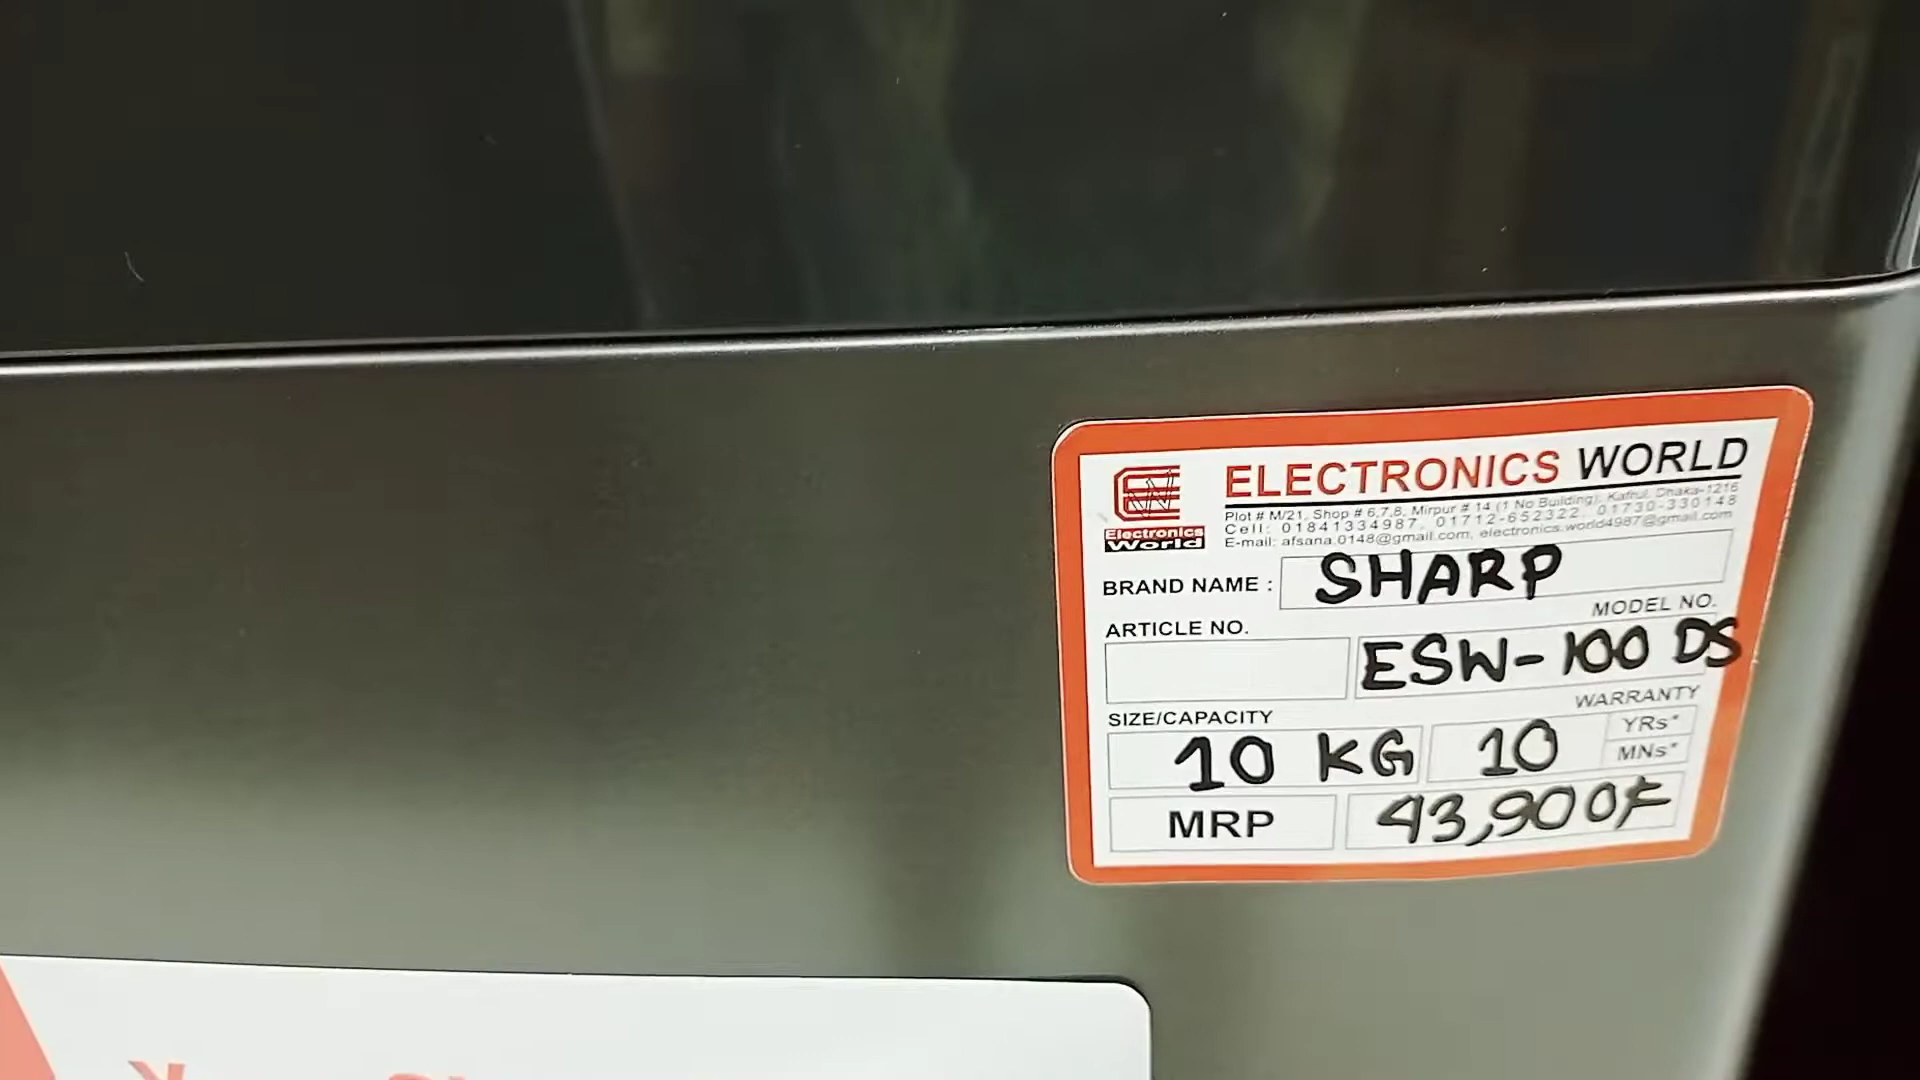 ELECTRONICS WORLD
Plot # M/21, Shop # 6,7,8, Mirpur # 14 (1 No Building), Kafrul, Dhaka-1216
Cell: 01841334987, 01712-652322, 01730-330148
E-mail: afsana.0148@gmail.com, electronics.world4987@gmail.com
Electronics
World
BRAND NAME : SHARP
MODEL NO.
ARTICLE NO.
ESW-100 DS
SIZE/CAPACITY
WARRANTY
10 KG 10 YRs*
MNs*
MRP 43,900/=